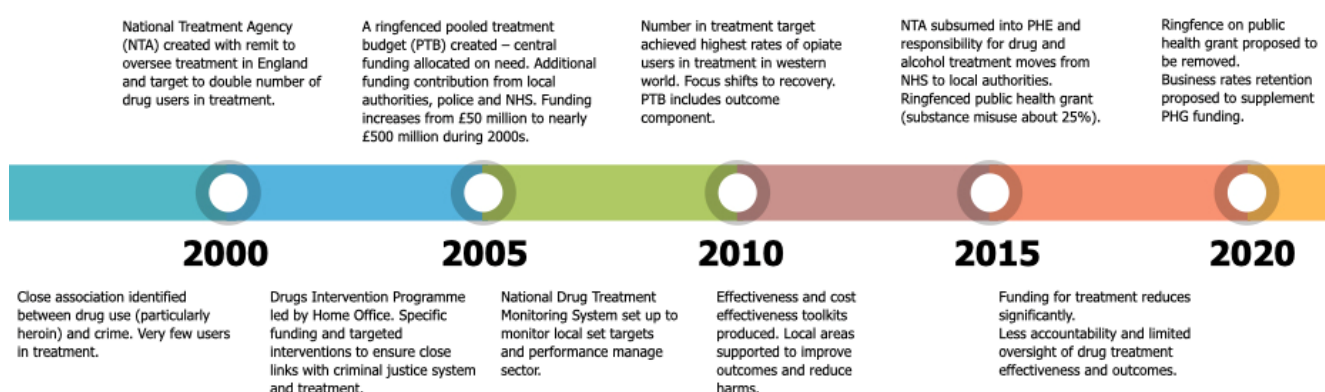 National Treatment Agency
(NTA) created with remit to
oversee treatment in England
and target to double number of
drug users in treatment.
A ringfenced pooled treatment
budget (PTB) created – central
funding allocated on need. Additional
funding contribution from local
authorities, police and NHS. Funding
increases from £50 million to nearly
£500 million during 2000s.
Number in treatment target
achieved highest rates of opiate
users in treatment in western
world. Focus shifts to recovery.
PTB includes outcome
component.
NTA subsumed into PHE and
responsibility for drug and
alcohol treatment moves from
NHS to local authorities.
Ringfenced public health grant
(substance misuse about 25%).
Ringfence on public
health grant proposed to
be removed.
Business rates retention
proposed to supplement
PHG funding.
2000
2005
2010
2015
2020
Close association identified
between drug use (particularly
heroin) and crime. Very few users
in treatment.
Drugs Intervention Programme
led by Home Office. Specific
funding and targeted
interventions to ensure close
links with criminal justice system
and treatment.
National Drug Treatment
Monitoring System set up to
monitor local set targets
and performance manage
sector.
Effectiveness and cost
effectiveness toolkits
produced. Local areas
supported to improve
outcomes and reduce
harms.
Funding for treatment reduces
significantly.
Less accountability and limited
oversight of drug treatment
effectiveness and outcomes.